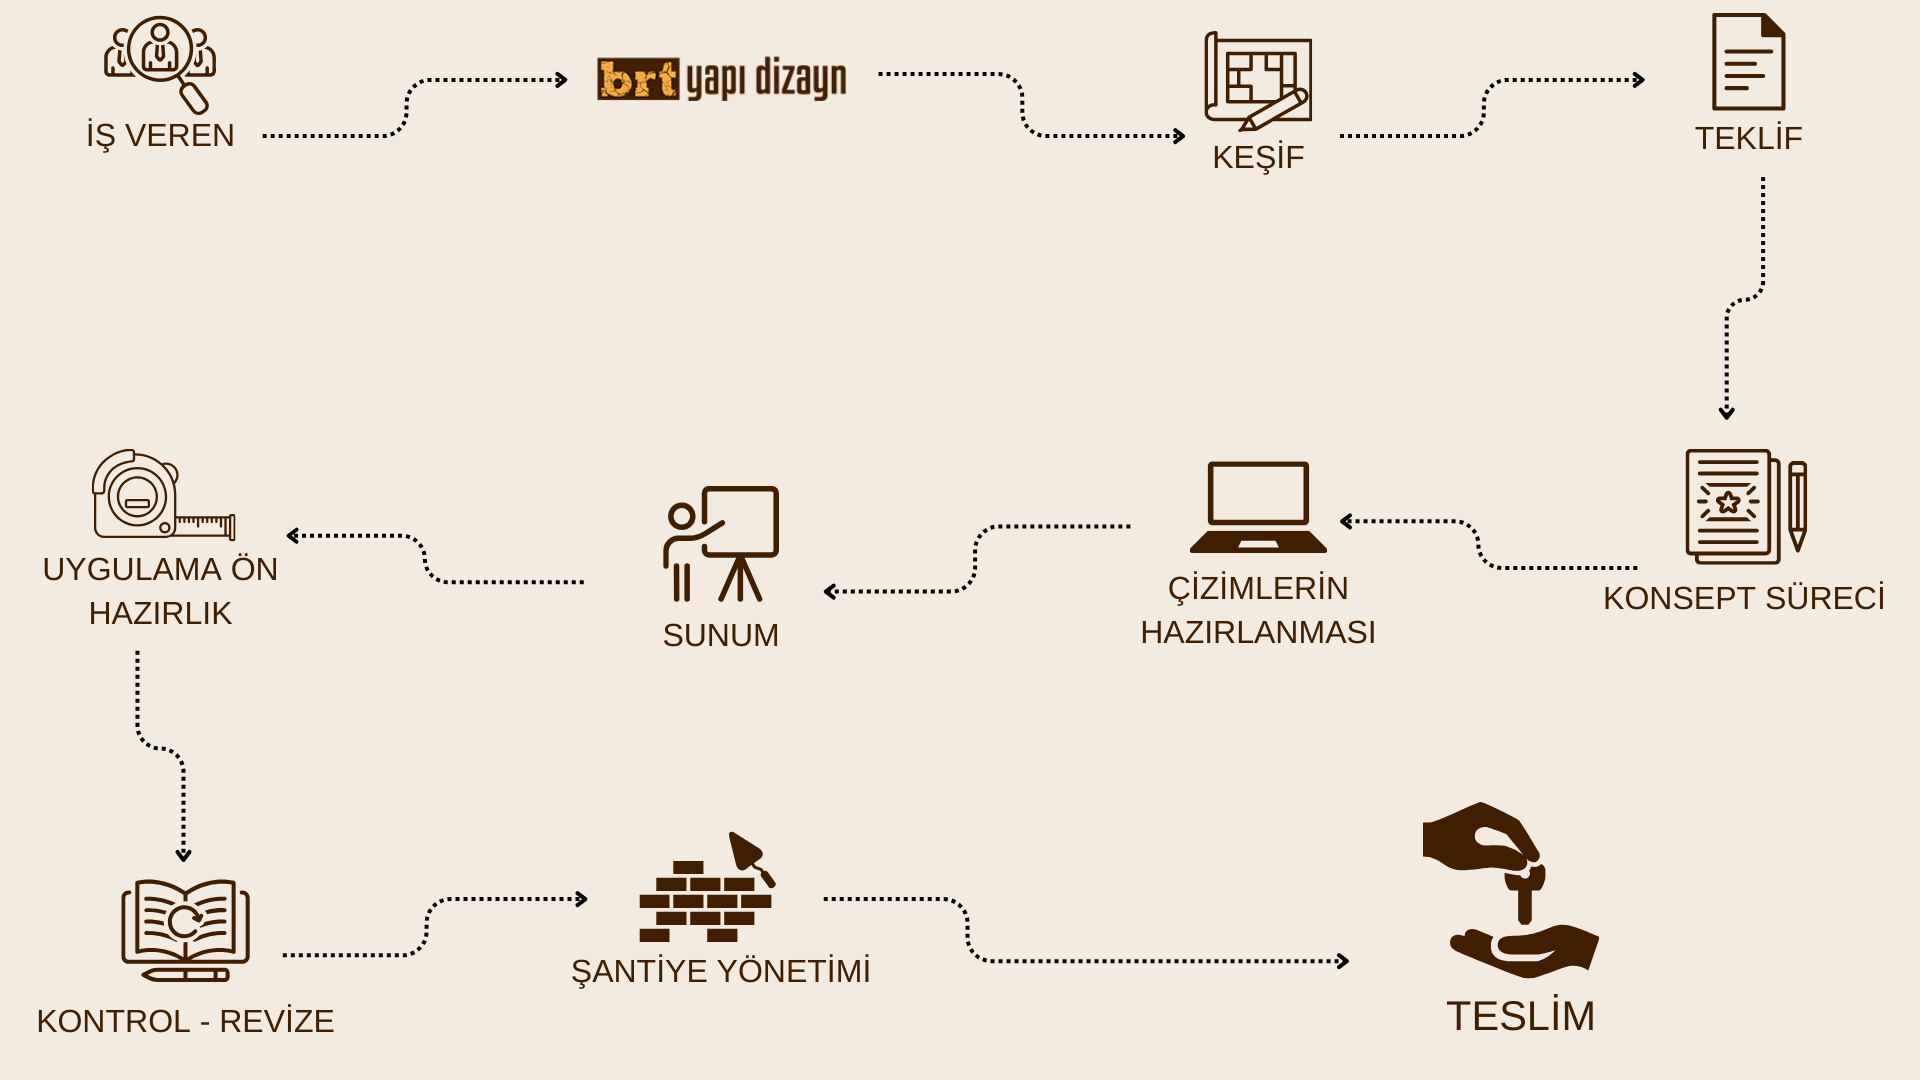 İŞ VEREN
brt yapı dizayn
KEŞİF
TEKLİF
KONSEPT SÜRECİ
ÇİZİMLERİN
HAZIRLANMASI
SUNUM
UYGULAMA ÖN
HAZIRLIK
KONTROL - REVİZE
ŞANTİYE YÖNETİMİ
TESLİM